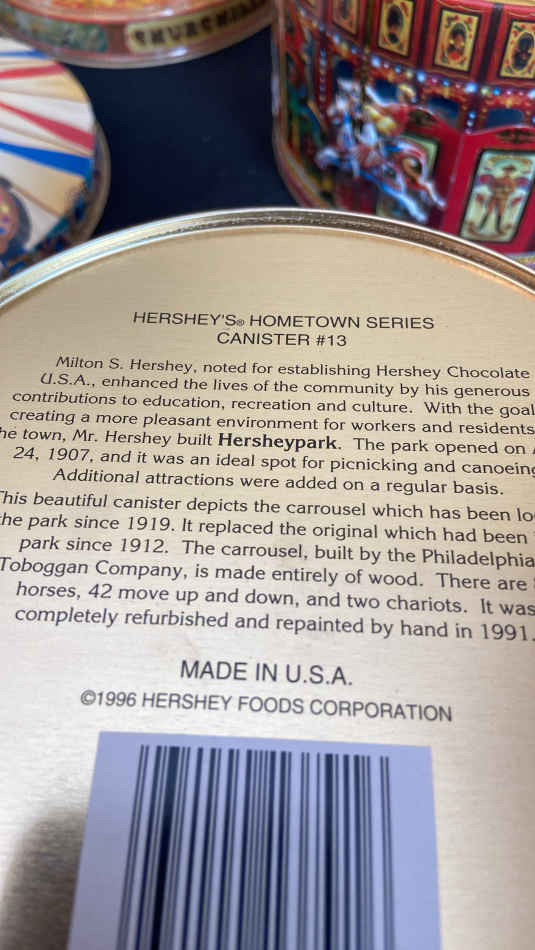 CHURCHILL
HERSHEY'S® HOMETOWN SERIES
CANISTER #13
Milton S. Hershey, noted for establishing Hershey Chocolate
U.S.A., enhanced the lives of the community by his generous
contributions to education, recreation and culture. With the goal
creating a more pleasant environment for workers and residents
he town, Mr. Hershey built Hersheypark. The park opened on
24, 1907, and it was an ideal spot for picnicking and canoeing
Additional attractions were added on a regular basis.
This beautiful canister depicts the carrousel which has been lo
the park since 1919. It replaced the original which had been
park since 1912. The carrousel, built by the Philadelphia
Toboggan Company, is made entirely of wood. There are
horses, 42 move up and down, and two chariots. It was
completely refurbished and repainted by hand in 1991.
MADE IN U.S.A.
©1996 HERSHEY FOODS CORPORATION